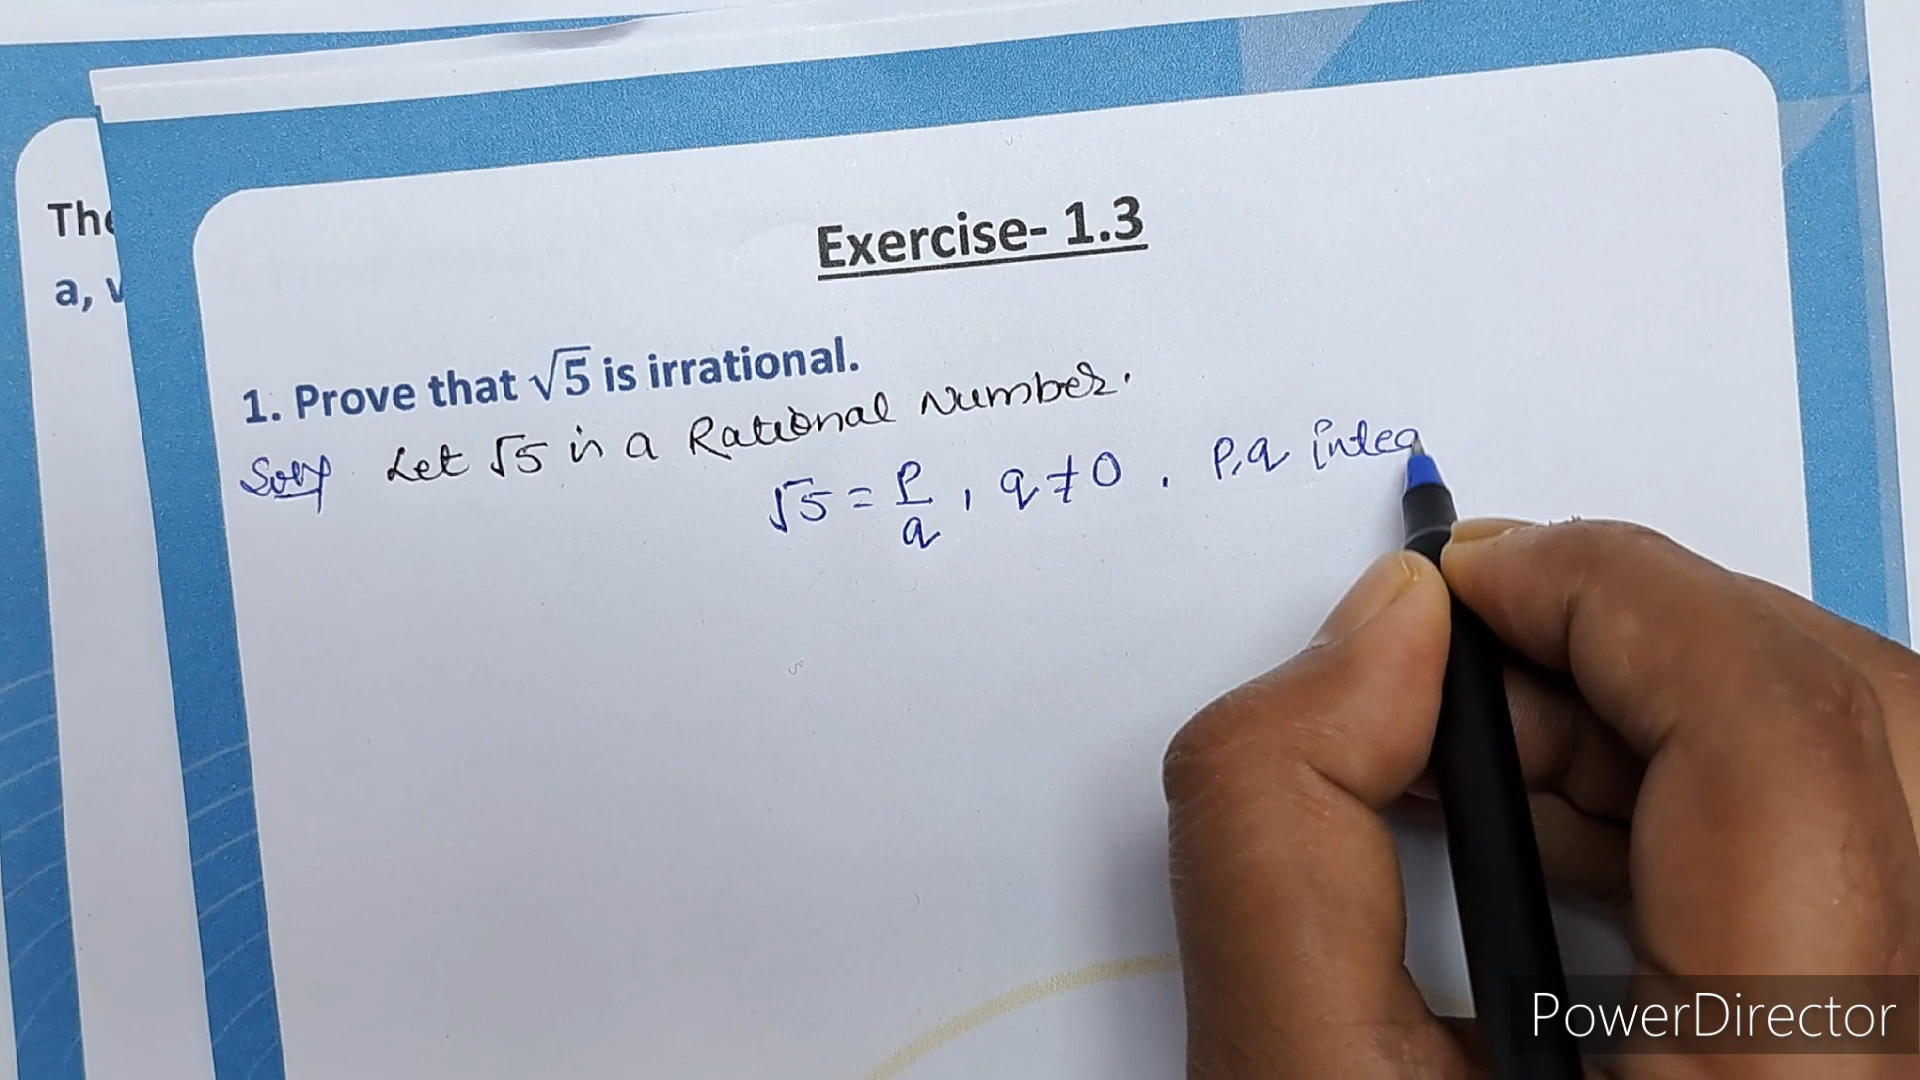 The
a,
Exercise- 1.3
1. Prove that √5 is irrational.
Soln Let √5 is a Rational Number.
√5 = P/q , q ≠ 0 . P,q integ
PowerDirector